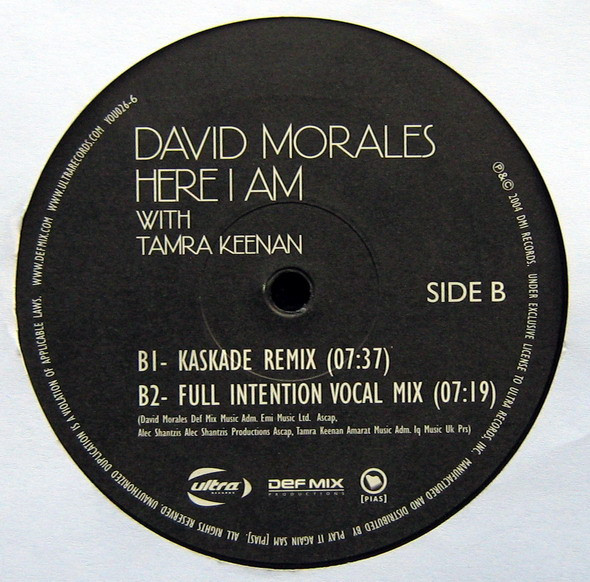 DAVID MORALES
HERE I AM
WITH
TAMRA KEENAN
SIDE B
B1- KASKADE REMIX (07:37)
B2- FULL INTENTION VOCAL MIX (07:19)
(David Morales Def Mix Music Adm. Emi Music Ltd. Ascap,
Alec Shantzis Alec Shantzis Productions Ascap, Tamra Keenan Amarat Music Adm. Iq Music Uk Prs)
ultra
RECORDS
DEF MIX
PRODUCTIONS
[PIAS]
℗&© 2004 DMI RECORDS. UNDER EXCLUSIVE LICENSE TO ULTRA RECORDS, INC. MANUFACTURED AND DISTRIBUTED BY PLAY IT AGAIN SAM [PIAS]. ALL RIGHTS RESERVED. UNAUTHORIZED DUPLICATION IS A VIOLATION OF APPLICABLE LAWS. WWW.DEFMIX.COM WWW.ULTRARECORDS.COM YOU026-6